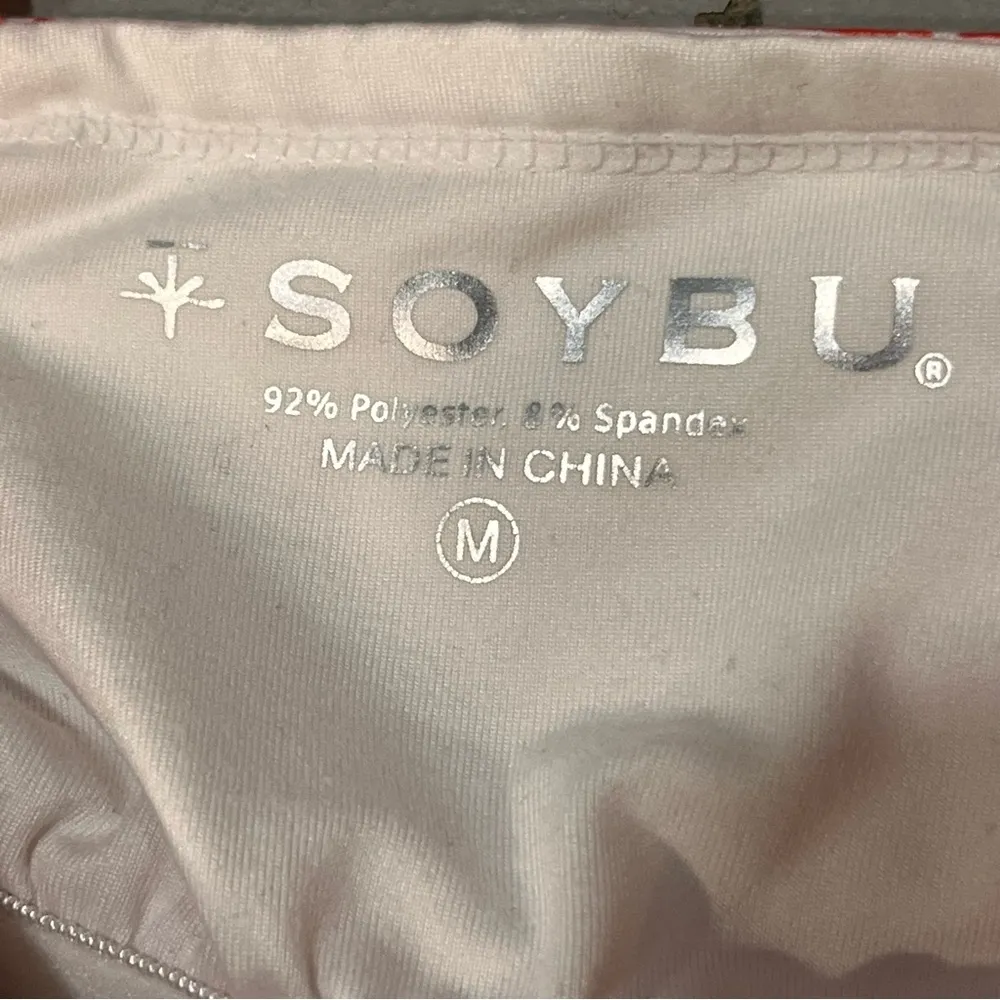 SOYBU®
92% Polyester, 8% Spandex
MADE IN CHINA
M